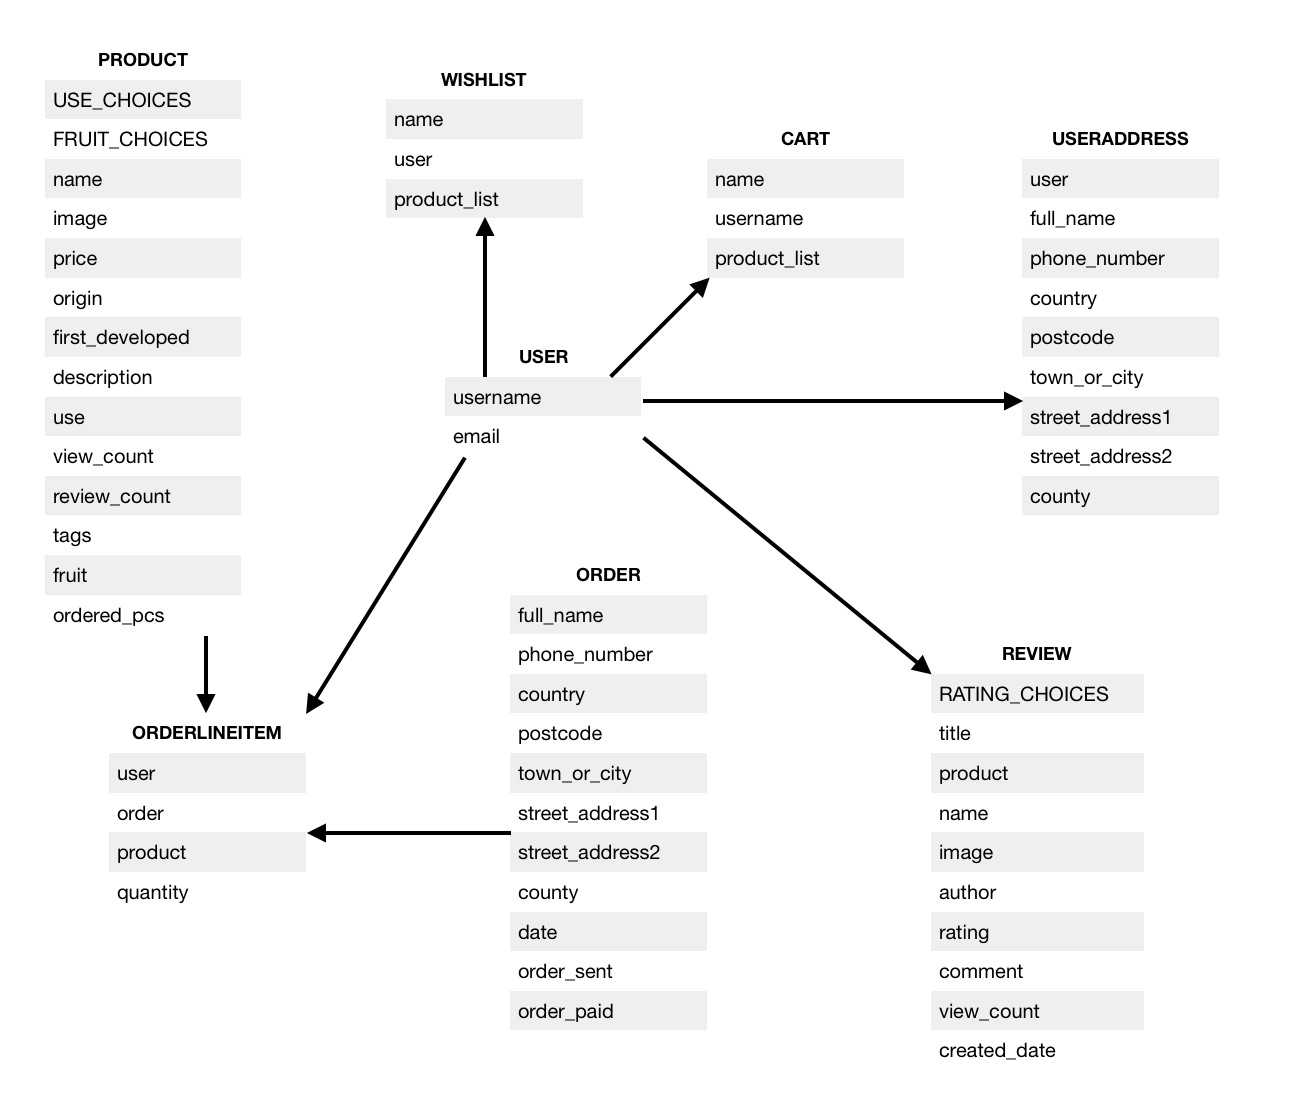 PRODUCT
USE_CHOICES
FRUIT_CHOICES
name
image
price
origin
first_developed
description
use
view_count
review_count
tags
fruit
ordered_pcs
WISHLIST
name
user
product_list
CART
name
username
product_list
USERADDRESS
user
full_name
phone_number
country
postcode
town_or_city
street_address1
street_address2
county
USER
username
email
ORDERLINEITEM
user
order
product
quantity
ORDER
full_name
phone_number
country
postcode
town_or_city
street_address1
street_address2
county
date
order_sent
order_paid
REVIEW
RATING_CHOICES
title
product
name
image
author
rating
comment
view_count
created_date